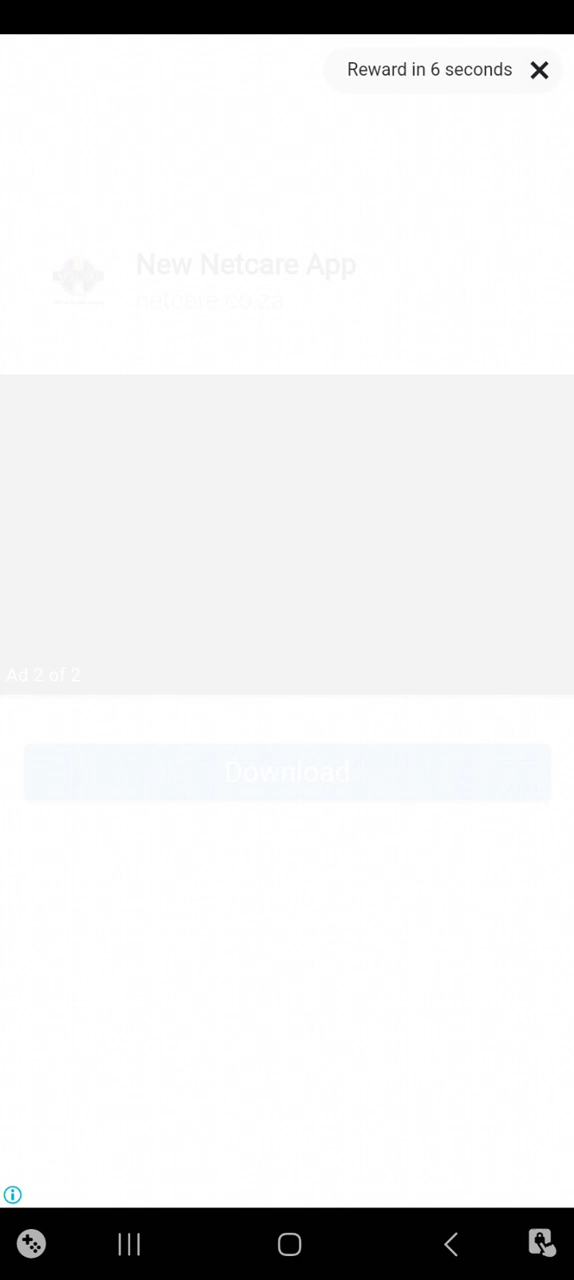 Reward in 6 seconds
New Netcare App
netcare.co.za
Ad 2 of 2
Download